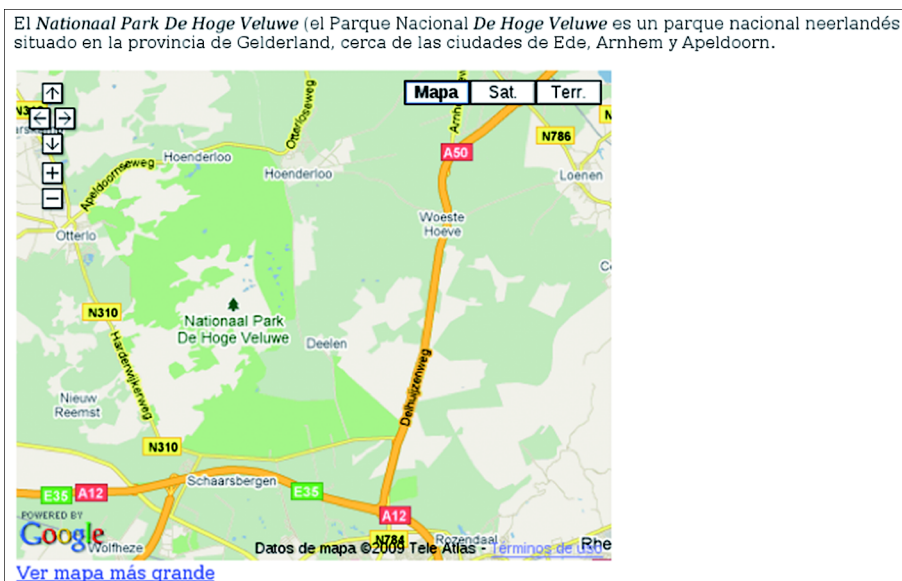 El Nationaal Park De Hoge Veluwe (el Parque Nacional De Hoge Veluwe es un parque nacional neerlandés
situado en la provincia de Gelderland, cerca de las ciudades de Ede, Arnhem y Apeldoorn.
Mapa Sat. Terr.
Otterloseweg
N786
A50
Hoenderloo
Apeldoornseweg
Hoenderloo
Loenen
Woeste
Hoeve
Otterlo
N310
Nationaal Park
De Hoge Veluwe
Deelen
Harderwijkerweg
Delhuijzenweg
Nieuw
Reemst
N310
Schaarsbergen
E35 A12
E35
A12
POWERED BY
Google
Wolfheze
N784
Rozendaal
Rhe
Datos de mapa ©2009 Tele Atlas - Términos de uso
Ver mapa más grande